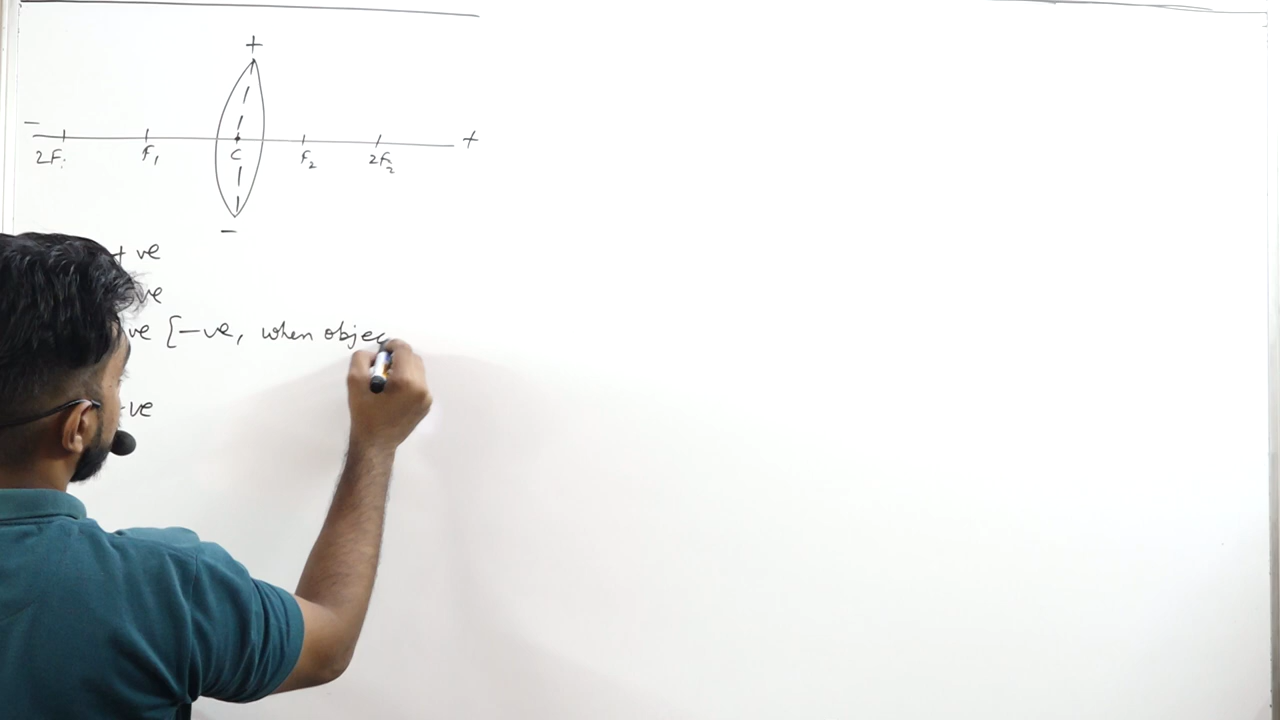 +
− +
2F₁ F₁ C F₂ 2F₂
−
+ ve
ve
ve [−ve, when objec
ve